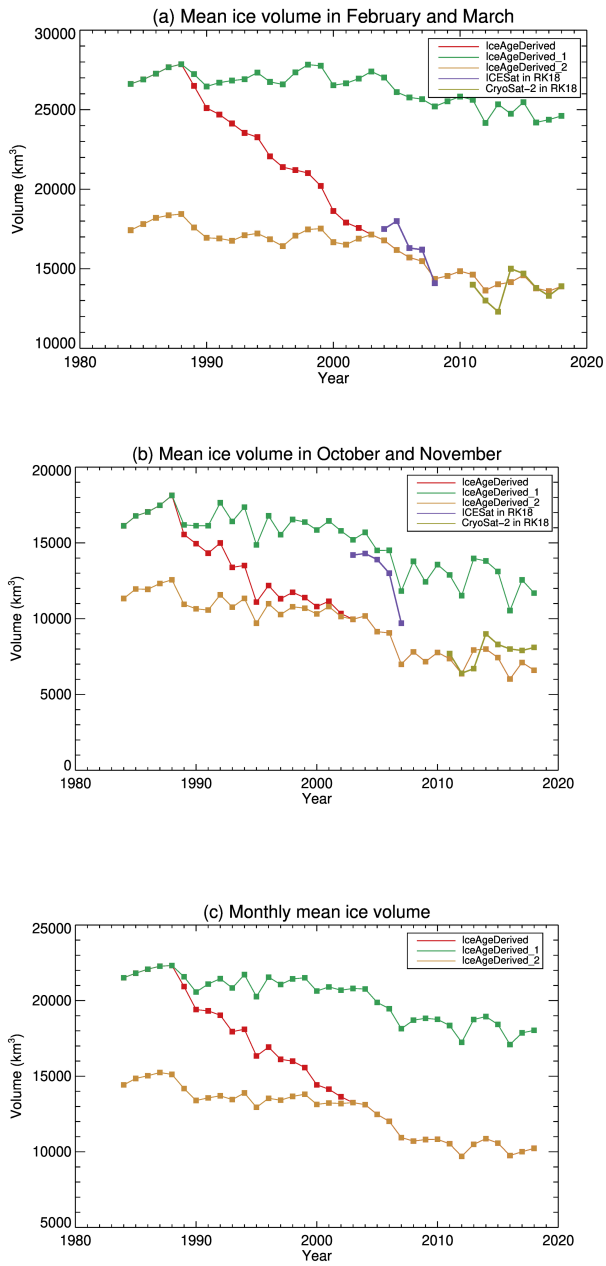 (a) Mean ice volume in February and March
30000
25000
20000
15000
10000
Volume (km³)
IceAgeDerived
IceAgeDerived_1
IceAgeDerived_2
ICESat in RK18
CryoSat-2 in RK18
1980 1990 2000 2010 2020
Year
(b) Mean ice volume in October and November
20000
15000
10000
5000
0
Volume (km³)
IceAgeDerived
IceAgeDerived_1
IceAgeDerived_2
ICESat in RK18
CryoSat-2 in RK18
1980 1990 2000 2010 2020
Year
(c) Monthly mean ice volume
25000
20000
15000
10000
5000
Volume (km³)
IceAgeDerived
IceAgeDerived_1
IceAgeDerived_2
1980 1990 2000 2010 2020
Year